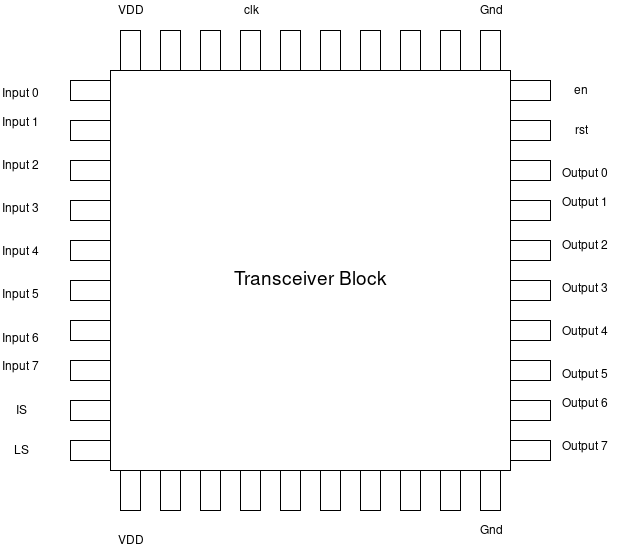 VDD clk Gnd
Input 0 en
Input 1 rst
Input 2 Output 0
Input 3 Output 1
Input 4 Output 2
Transceiver Block
Input 5 Output 3
Input 6 Output 4
Input 7 Output 5
IS Output 6
LS Output 7
VDD Gnd